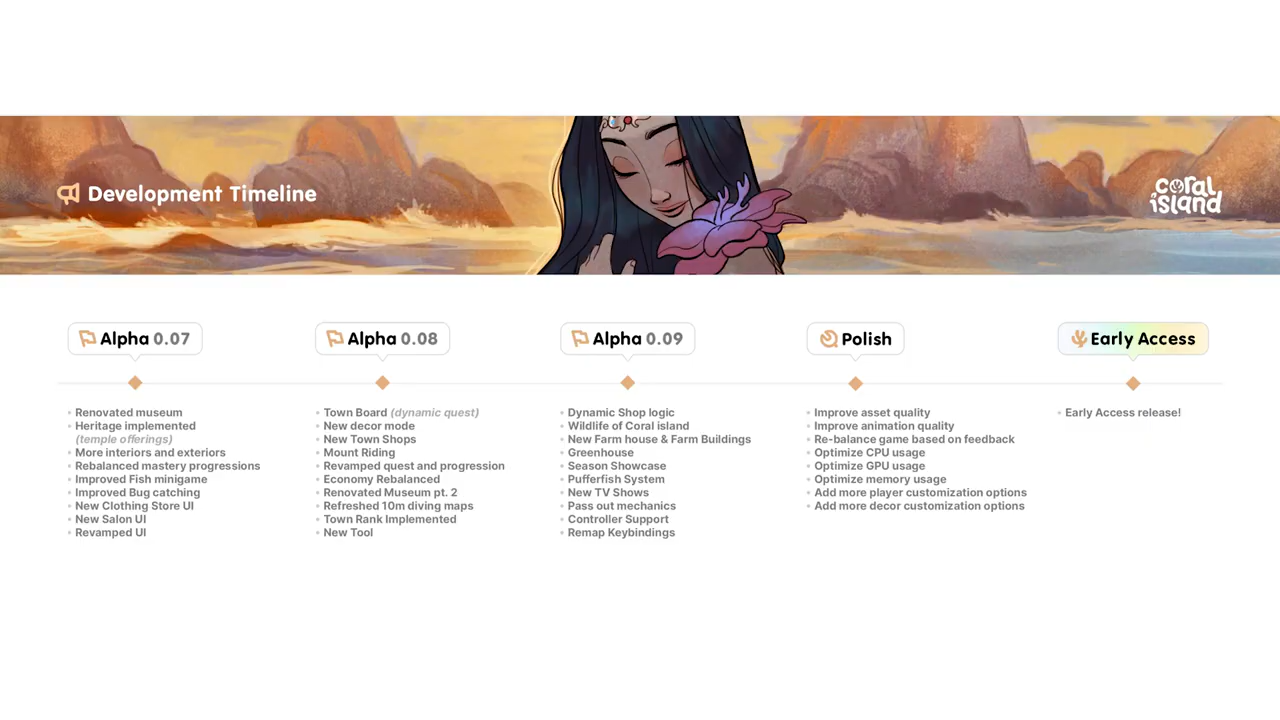 Development Timeline
coral
island
Alpha 0.07
Renovated museum
Heritage implemented
(temple offerings)
More interiors and exteriors
Rebalanced mastery progressions
Improved Fish minigame
Improved Bug catching
New Clothing Store UI
New Salon UI
Revamped UI
Alpha 0.08
Town Board (dynamic quest)
New decor mode
New Town Shops
Mount Riding
Revamped quest and progression
Economy Rebalanced
Renovated Museum pt. 2
Refreshed 10m diving maps
Town Rank Implemented
New Tool
Alpha 0.09
Dynamic Shop logic
Wildlife of Coral island
New Farm house & Farm Buildings
Greenhouse
Season Showcase
Pufferfish System
New TV Shows
Pass out mechanics
Controller Support
Remap Keybindings
Polish
Improve asset quality
Improve animation quality
Re-balance game based on feedback
Optimize CPU usage
Optimize GPU usage
Optimize memory usage
Add more player customization options
Add more decor customization options
Early Access
Early Access release!